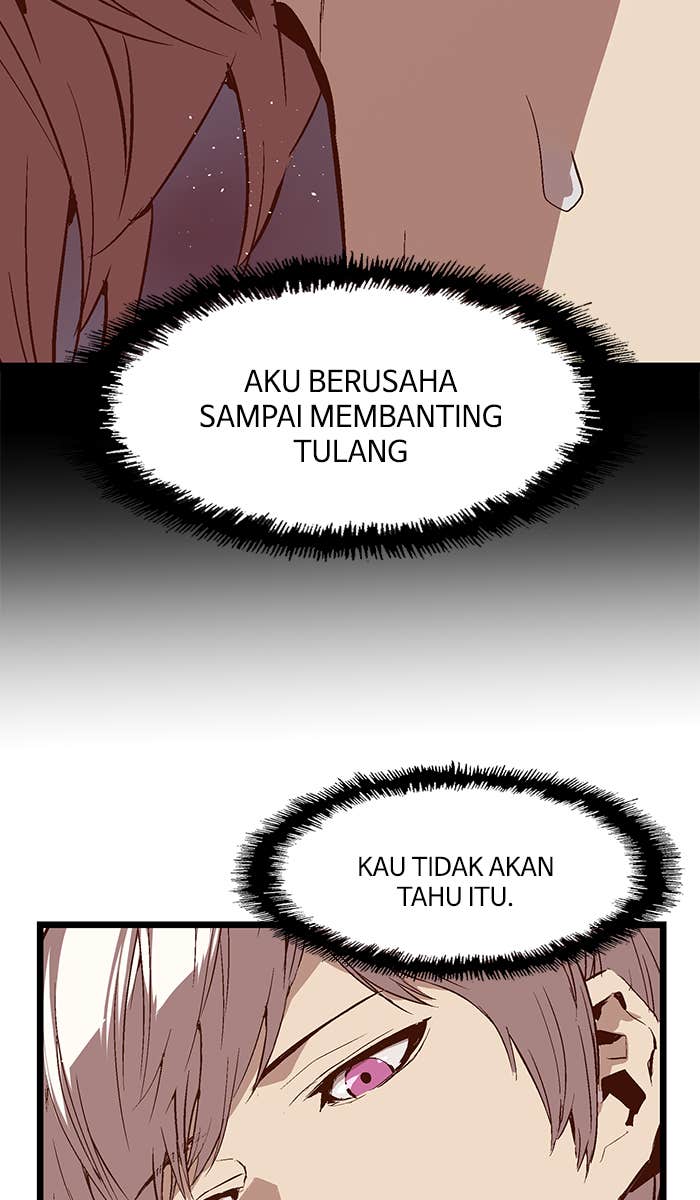 AKU BERUSAHA
SAMPAI MEMBANTING
TULANG
KAU TIDAK AKAN
TAHU ITU.